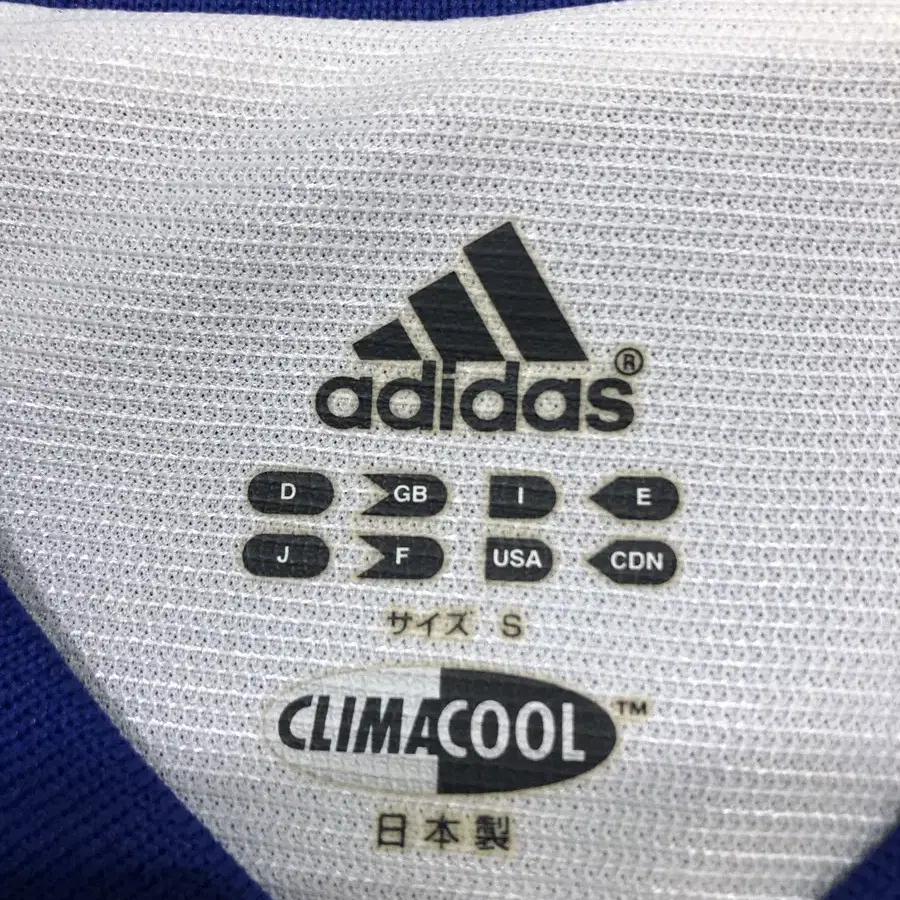 adidas®
D GB I E
J F USA CDN
サイズ S
CLIMACOOL™
日本製